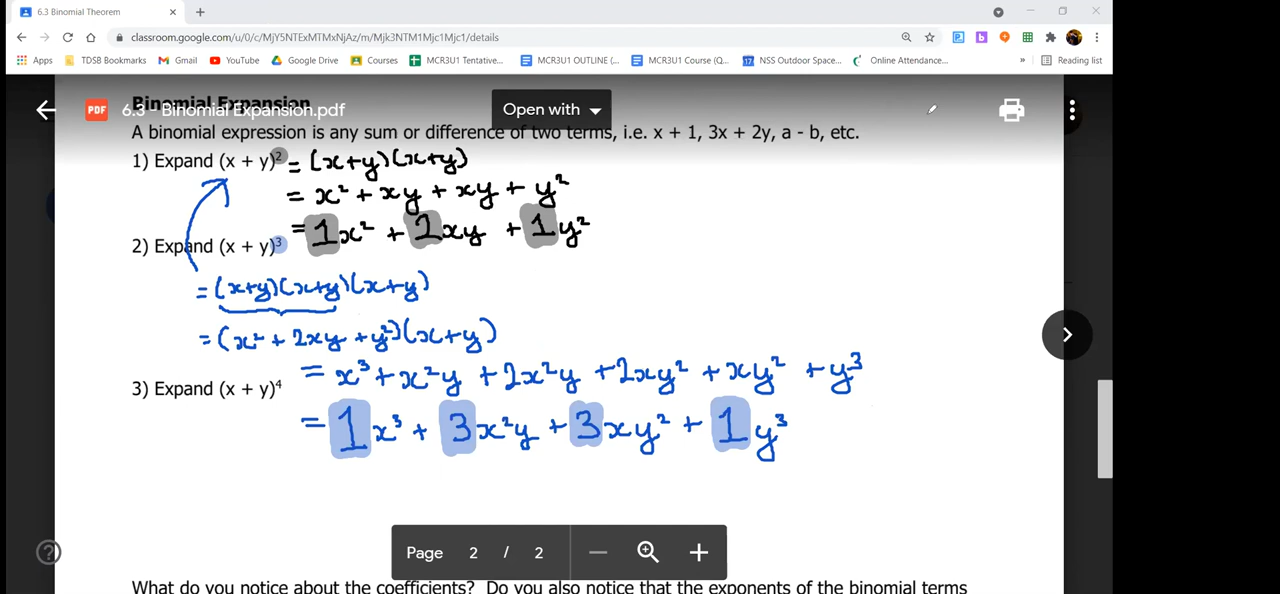 6.3 Binomial Theorem
classroom.google.com/u/0/c/MjY5NTExMTMxNjAz/m/Mjk3NTM1Mjc1Mjc1/details
Apps TDSB Bookmarks Gmail YouTube Google Drive Courses MCR3U1 Tentative... MCR3U1 OUTLINE (... MCR3U1 Course (Q... NSS Outdoor Space... Online Attendance... » Reading list
Binomial Expansion
PDF 6.3 - Binomial Expansion.pdf Open with
A binomial expression is any sum or difference of two terms, i.e. x + 1, 3x + 2y, a - b, etc.
1) Expand (x + y)² = (x+y)(x+y)
= x² + xy + xy + y²
= 1x² + 2xy + 1y²
2) Expand (x + y)³
= (x+y)(x+y)(x+y)
= (x² + 2xy + y²)(x+y)
= x³ + x²y + 2x²y + 2xy² + xy² + y³
3) Expand (x + y)⁴
= 1x³ + 3x²y + 3xy² + 1y³
Page 2 / 2
What do you notice about the coefficients? Do you also notice that the exponents of the binomial terms